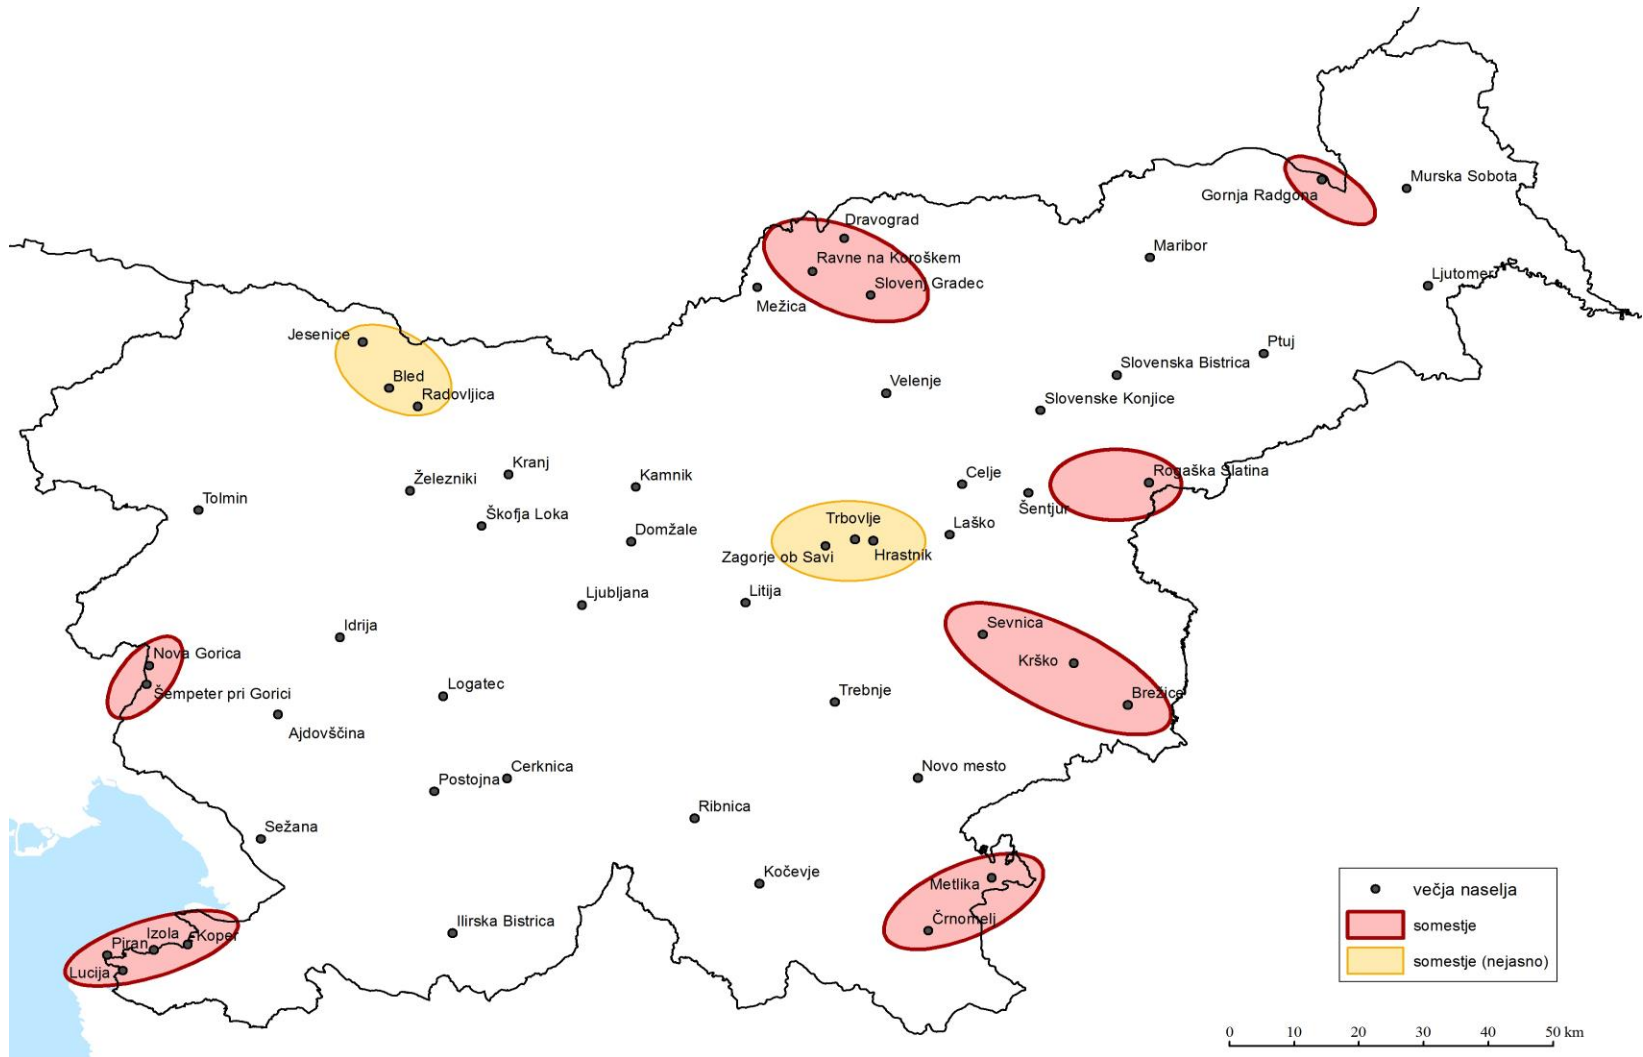 Murska Sobota
Gornja Radgona
Dravograd
Maribor
Ravne na Koroškem
Ljutomer
Slovenj Gradec
Mežica
Jesenice
Ptuj
Slovenska Bistrica
Bled
Velenje
Radovljica
Slovenske Konjice
Kranj
Rogaška Slatina
Celje
Kamnik
Železniki
Tolmin
Šentjur
Škofja Loka
Trbovlje
Laško
Domžale
Zagorje ob Savi
Hrastnik
Ljubljana
Litija
Sevnica
Idrija
Nova Gorica
Krško
Šempeter pri Gorici
Logatec
Trebnje
Brežice
Ajdovščina
Cerknica
Novo mesto
Postojna
Ribnica
Sežana
Kočevje
Metlika
večja naselja
Črnomelj
Ilirska Bistrica
somestje
Izola
Koper
Piran
somestje (nejasno)
Lucija
0 10 20 30 40 50 km